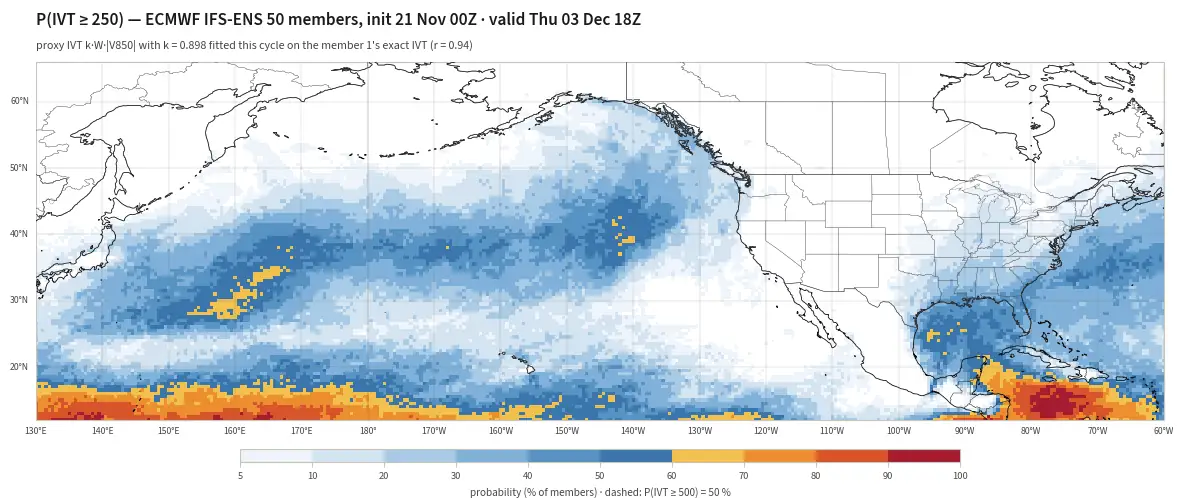 P(IVT ≥ 250) — ECMWF IFS-ENS 50 members, init 21 Nov 00Z · valid Thu 03 Dec 18Z
proxy IVT k·W·|V850| with k = 0.898 fitted this cycle on the member 1's exact IVT (r = 0.94)
60°N
50°N
40°N
30°N
20°N
130°E 140°E 150°E 160°E 170°E 180° 170°W 160°W 150°W 140°W 130°W 120°W 110°W 100°W 90°W 80°W 70°W 60°W
5 10 20 30 40 50 60 70 80 90 100
probability (% of members) · dashed: P(IVT ≥ 500) = 50 %